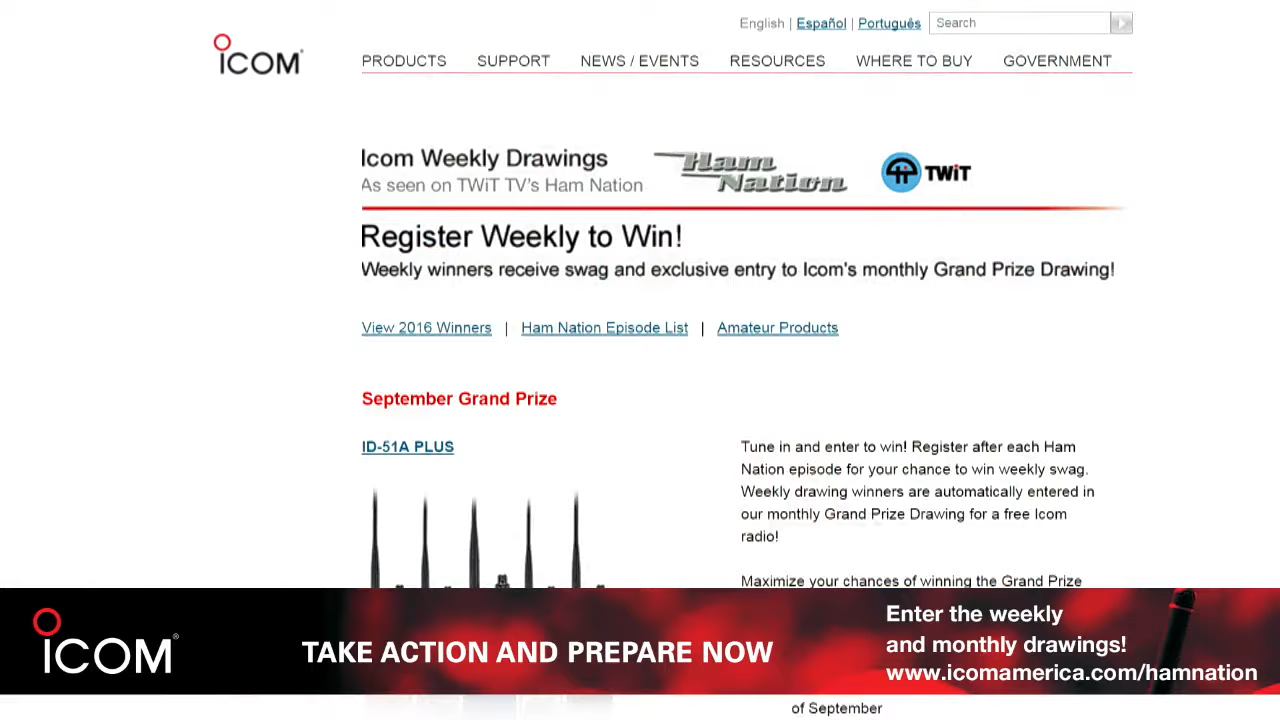 English | Español | Português
Search
ICOM
PRODUCTS SUPPORT NEWS / EVENTS RESOURCES WHERE TO BUY GOVERNMENT
Icom Weekly Drawings
As seen on TWiT TV's Ham Nation
Ham Nation
TWiT
Register Weekly to Win!
Weekly winners receive swag and exclusive entry to Icom's monthly Grand Prize Drawing!
View 2016 Winners | Ham Nation Episode List | Amateur Products
September Grand Prize
ID-51A PLUS
Tune in and enter to win! Register after each Ham
Nation episode for your chance to win weekly swag.
Weekly drawing winners are automatically entered in
our monthly Grand Prize Drawing for a free Icom
radio!
Maximize your chances of winning the Grand Prize
ICOM®
TAKE ACTION AND PREPARE NOW
Enter the weekly
and monthly drawings!
www.icomamerica.com/hamnation
of September